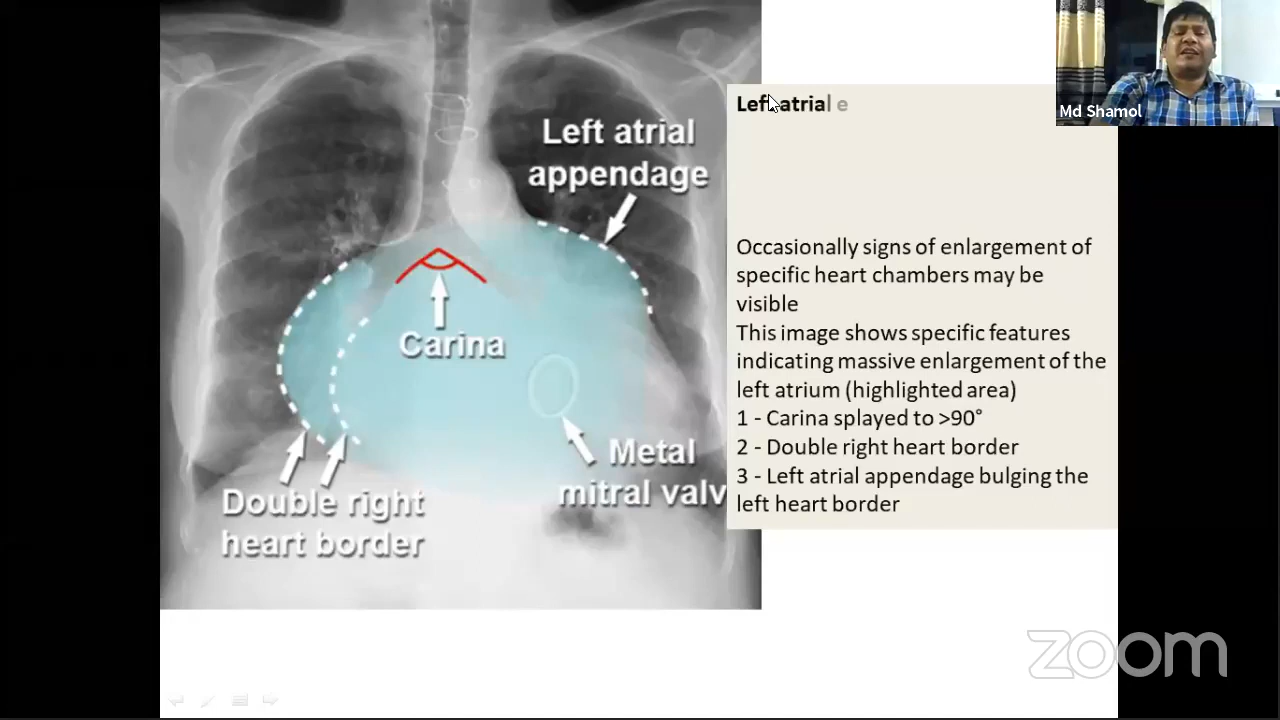 Left atrial e
Md Shamol
Left atrial
appendage
Carina
Metal
mitral valv
Double right
heart border
Occasionally signs of enlargement of
specific heart chambers may be
visible
This image shows specific features
indicating massive enlargement of the
left atrium (highlighted area)
1 - Carina splayed to >90°
2 - Double right heart border
3 - Left atrial appendage bulging the
left heart border
zoom